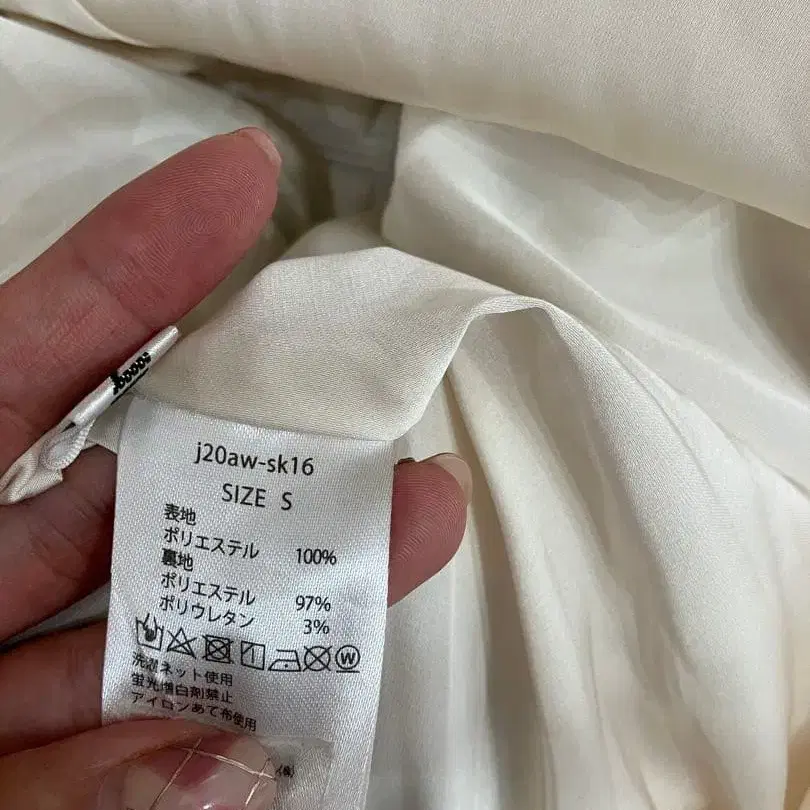 j20aw-sk16
SIZE S
表地
ポリエステル 100%
裏地
ポリエステル 97%
ポリウレタン 3%
W
洗濯ネット使用
蛍光増白剤禁止
アイロンあて布使用
(株)